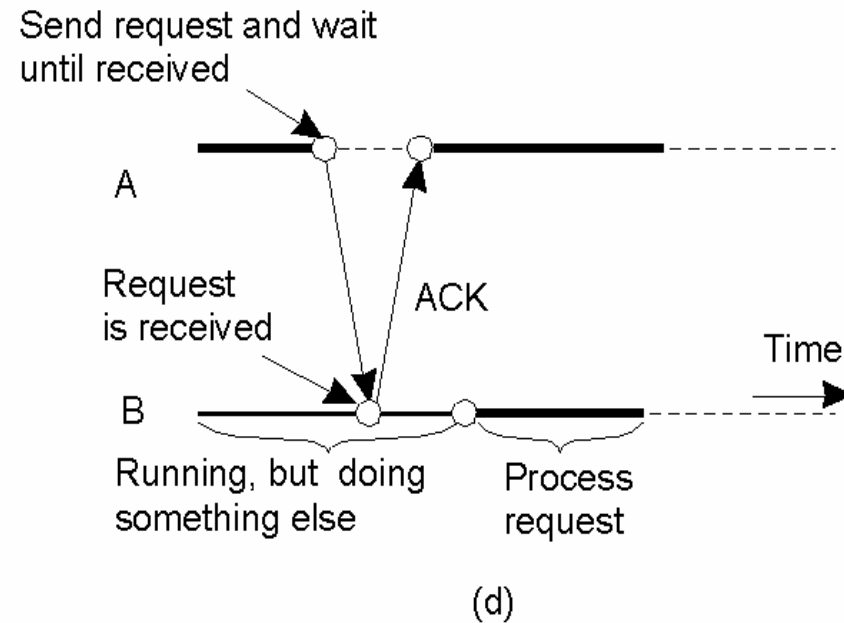 Send request and wait
until received
A
Request
is received
ACK
Time
B
Running, but doing
something else
Process
request
(d)